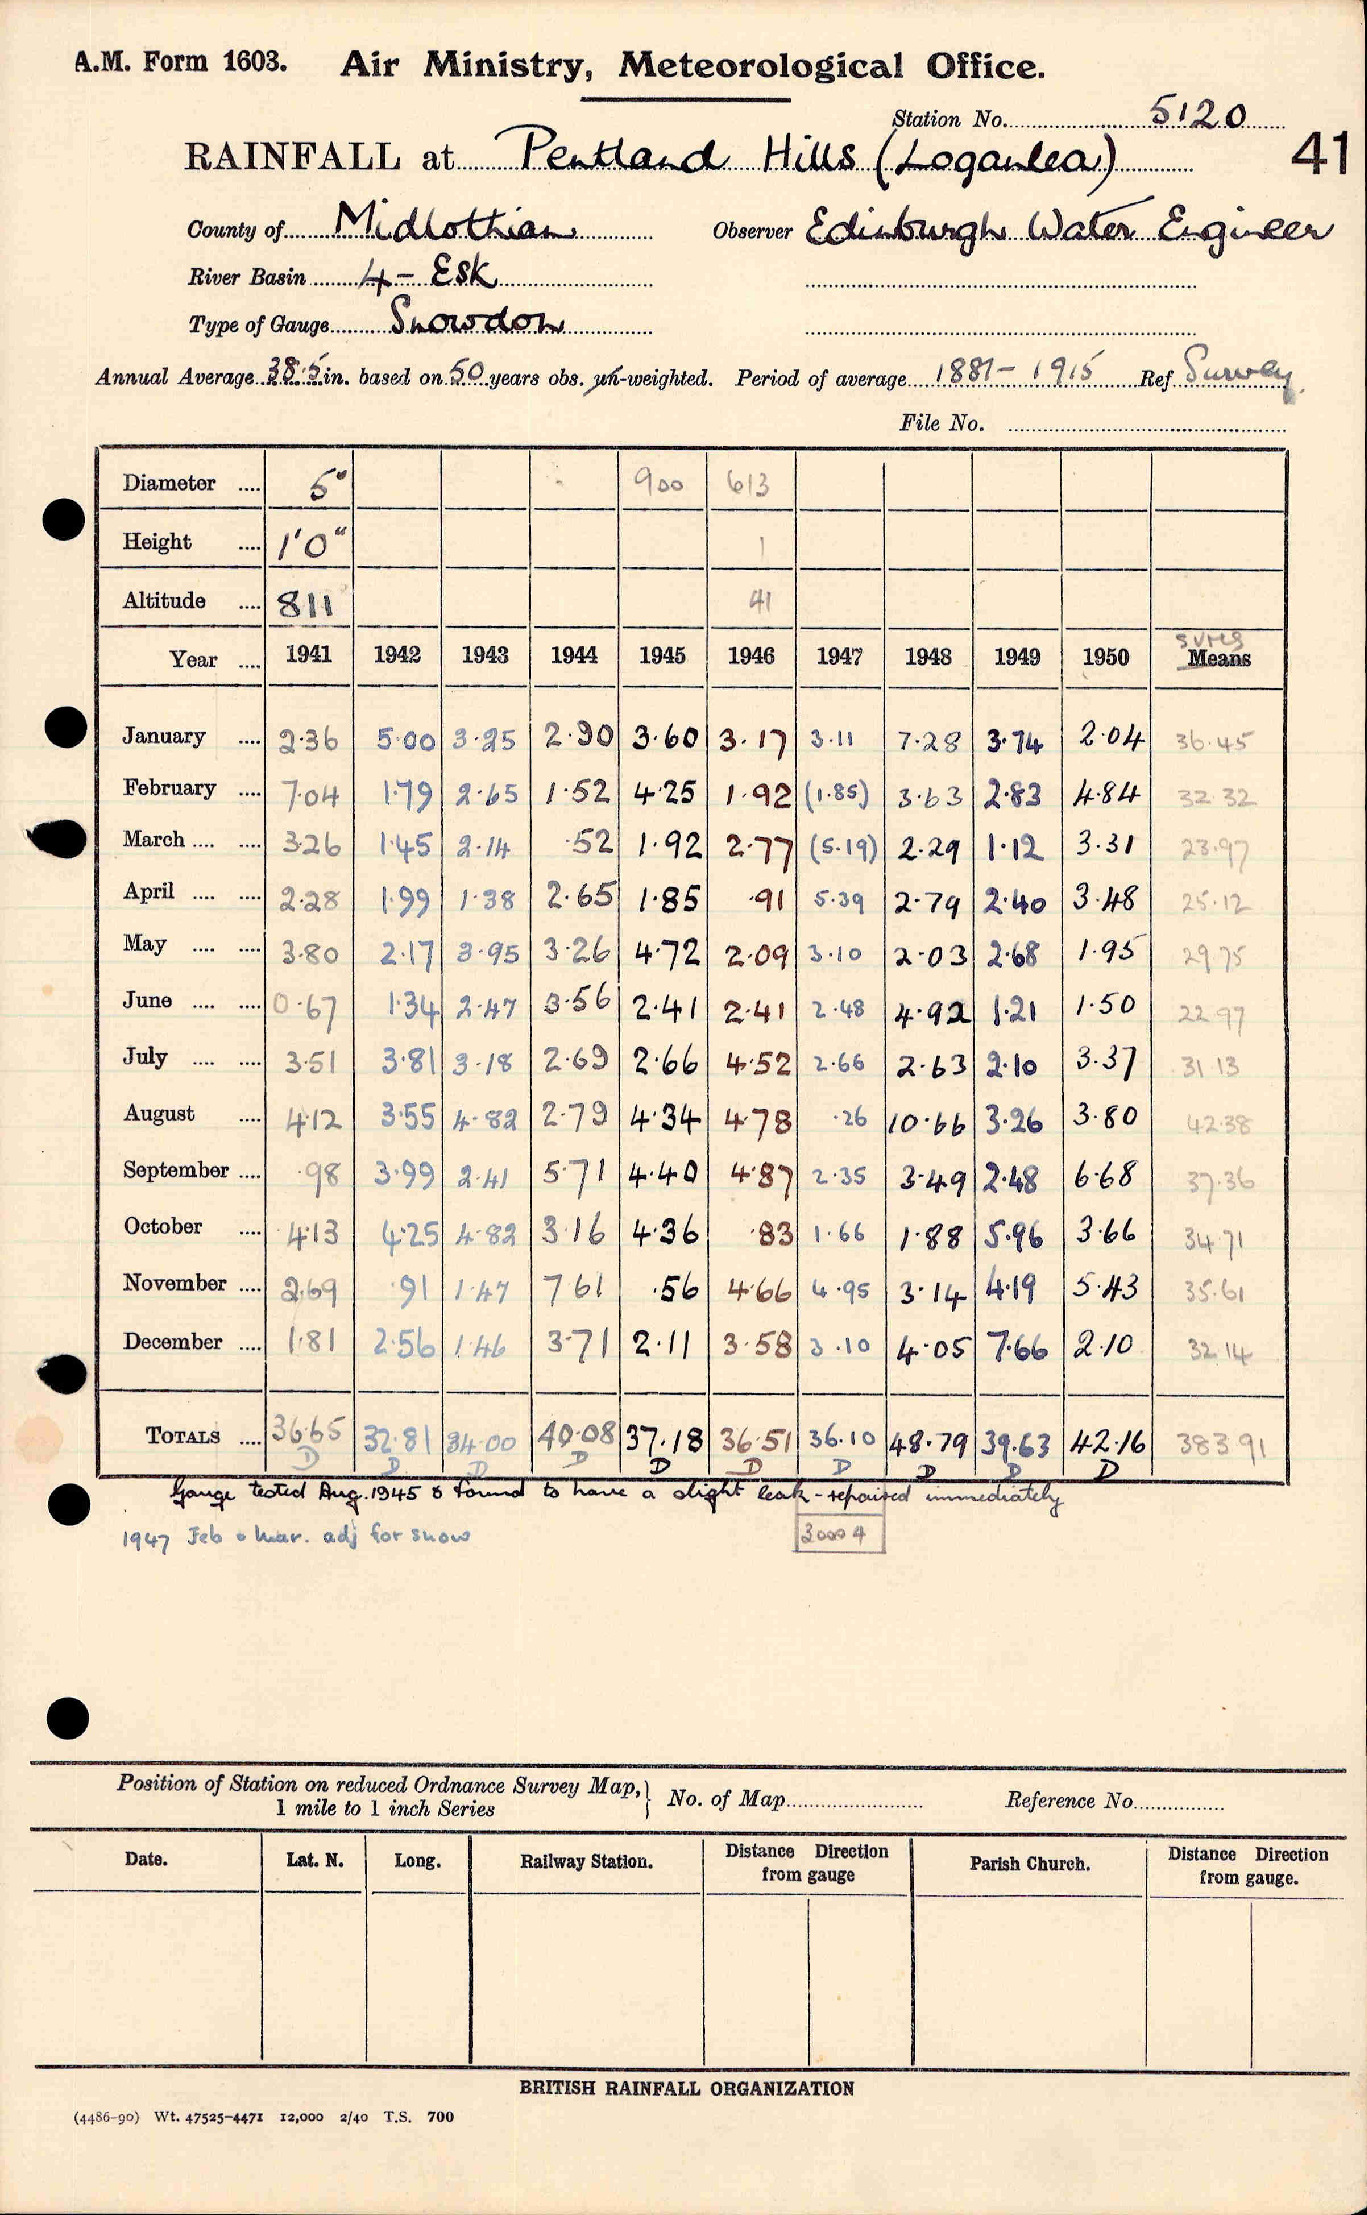 A.M. Form 1603. Air Ministry, Meteorological Office.
Station No. 5120
RAINFALL at Pentland Hills (Loganlea) 41
County of Midlothian Observer Edinburgh Water Engineer
River Basin 4 – Esk
Type of Gauge Snowdon
Annual Average 38.5 in. based on 50 years obs. un-weighted. Period of average 1881–1915 Ref Survey.
File No.
Diameter .... 5" 900 613
Height .... 1'0" 1
Altitude .... 811 41
sums
Year .... 1941 1942 1943 1944 1945 1946 1947 1948 1949 1950 Means
January .... 2.36 5.00 3.25 2.90 3.60 3.17 3.11 7.28 3.74 2.04 36.45
February .... 7.04 1.79 2.65 1.52 4.25 1.92 (1.85) 3.63 2.83 4.84 32.32
March .... .... 3.26 1.45 2.14 .52 1.92 2.77 (5.19) 2.29 1.12 3.31 23.97
April .... .... 2.28 1.99 1.38 2.65 1.85 .91 5.39 2.79 2.40 3.48 25.12
May .... .... 3.80 2.17 3.95 3.26 4.72 2.09 3.10 2.03 2.68 1.95 29.75
June .... .... 0.67 1.34 2.47 3.56 2.41 2.41 2.48 4.92 1.21 1.50 22.97
July .... .... 3.51 3.81 3.18 2.69 2.66 4.52 2.66 2.63 2.10 3.37 31.13
August .... 4.12 3.55 4.82 2.79 4.34 4.78 .26 10.66 3.26 3.80 42.38
September .... .98 3.99 2.41 5.71 4.40 4.87 2.35 3.49 2.48 6.68 37.36
October .... 4.13 4.25 4.82 3.16 4.36 .83 1.66 1.88 5.96 3.66 34.71
November .... 2.69 .91 1.47 7.61 .56 4.66 4.95 3.14 4.19 5.43 35.61
December .... 1.81 2.56 1.46 3.71 2.11 3.58 3.10 4.05 7.66 2.10 32.14
TOTALS .... 36.65 32.81 34.00 40.08 37.18 36.51 36.10 48.79 39.63 42.16 383.91
D D D D D D D D D D
Gauge tested Aug. 1945 & found to have a slight leak – repaired immediately
1947 Feb & Mar. adj for snow 3000 4
Position of Station on reduced Ordnance Survey Map,} No. of Map Reference No.
1 mile to 1 inch Series
Date. Lat. N. Long. Railway Station. Distance Direction from gauge Parish Church. Distance Direction from gauge.
BRITISH RAINFALL ORGANIZATION
(4486-90) Wt. 47525-4471 12,000 2/40 T.S. 700